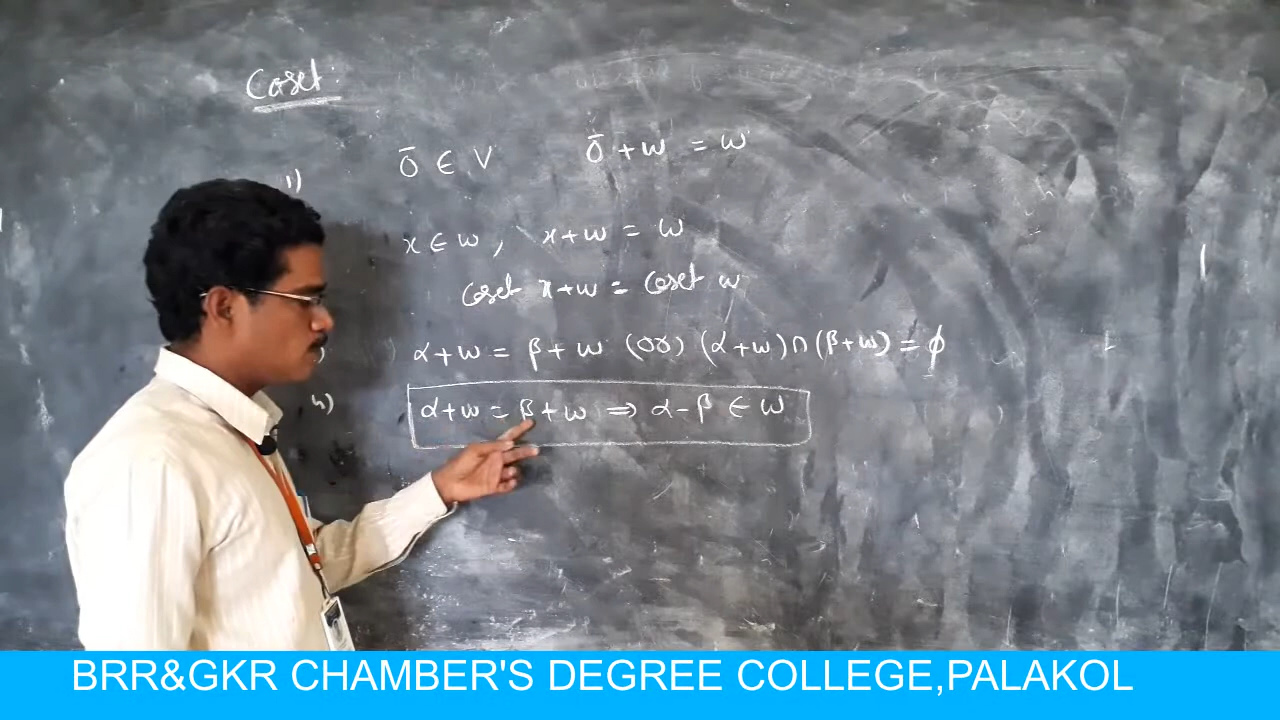 Coset:
1) ō ∈ V ō + w = w
x ∈ w, x+w = w
coset x+w = coset w
) α+w = β+w (or) (α+w)∩(β+w) = ϕ
4) α+w = β+w ⇒ α-β ∈ w
BRR&GKR CHAMBER'S DEGREE COLLEGE,PALAKOL